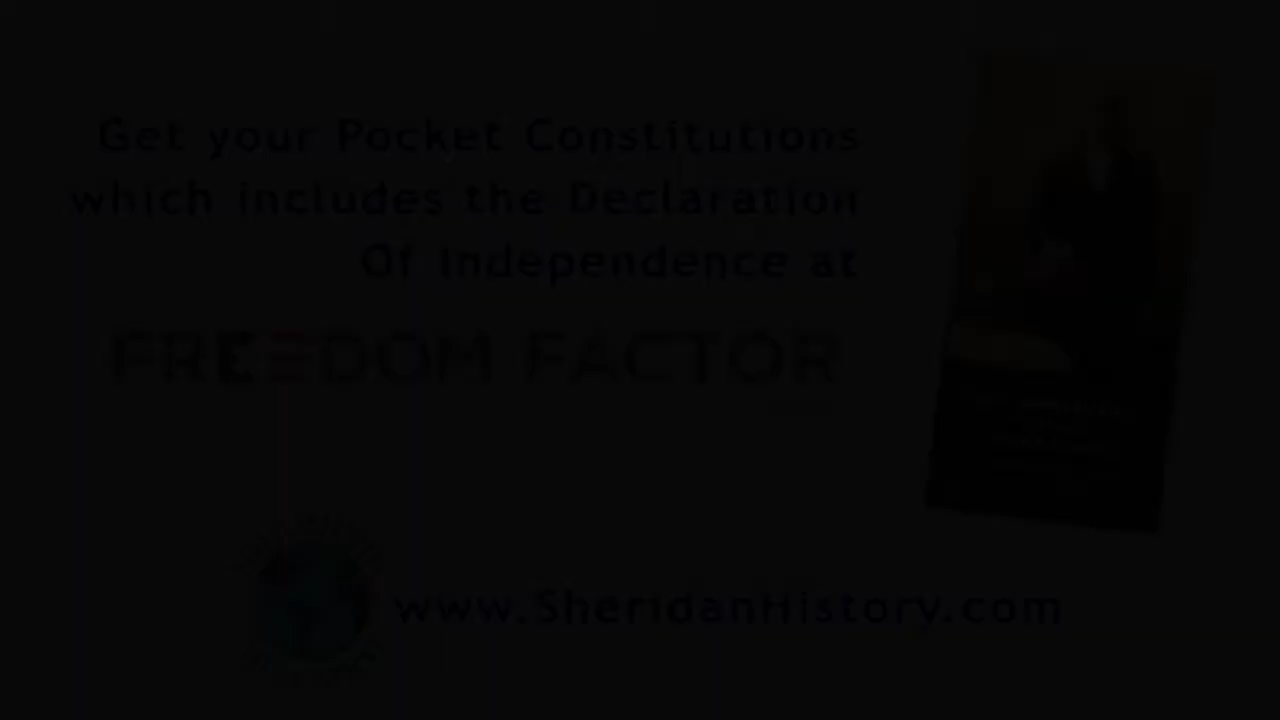 Get your Pocket Constitutions
which includes the Declaration
Of Independence at
FREEDOM FACTOR
www.SheridanHistory.com